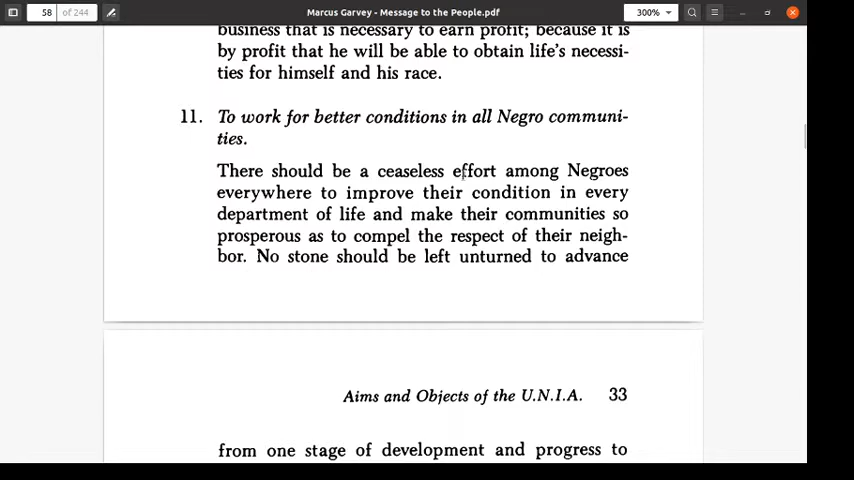 Marcus Garvey - Message to the People.pdf
58 of 244
300%
business that is necessary to earn profit; because it is
by profit that he will be able to obtain life's necessi-
ties for himself and his race.
11. To work for better conditions in all Negro communi-
ties.
There should be a ceaseless effort among Negroes
everywhere to improve their condition in every
department of life and make their communities so
prosperous as to compel the respect of their neigh-
bor. No stone should be left unturned to advance
Aims and Objects of the U.N.I.A. 33
from one stage of development and progress to